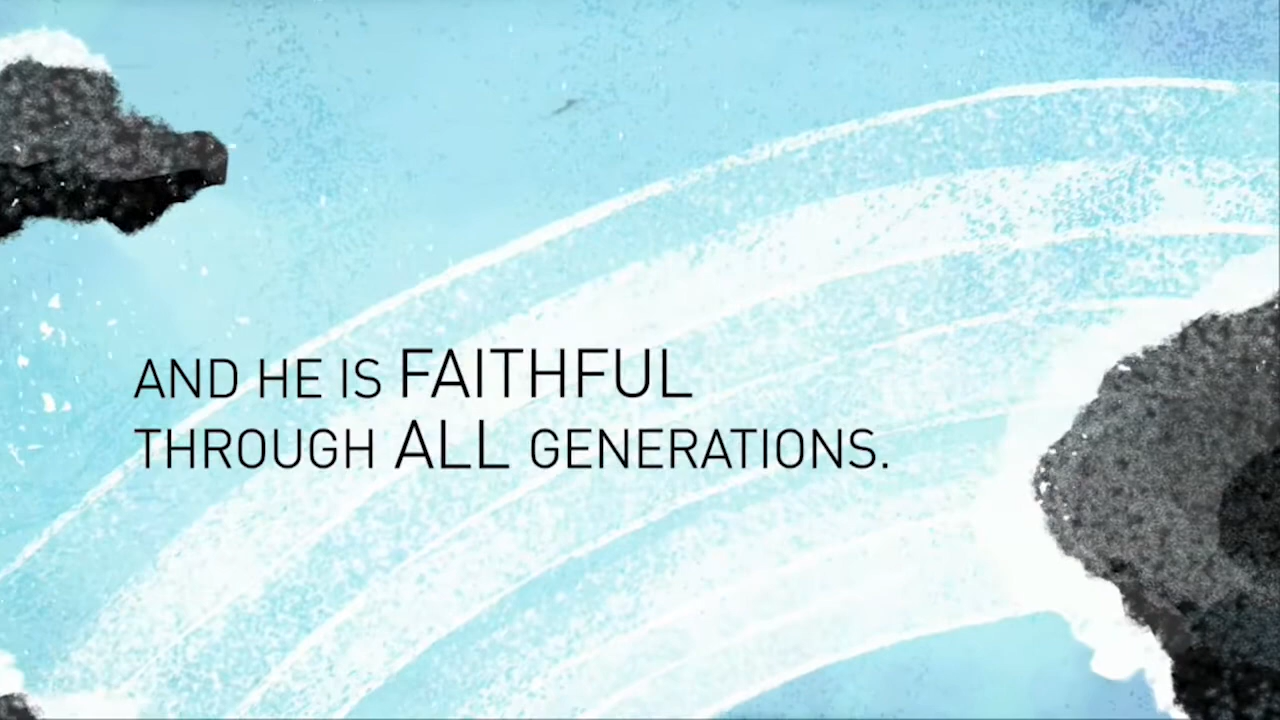 AND HE IS FAITHFUL
THROUGH ALL GENERATIONS.